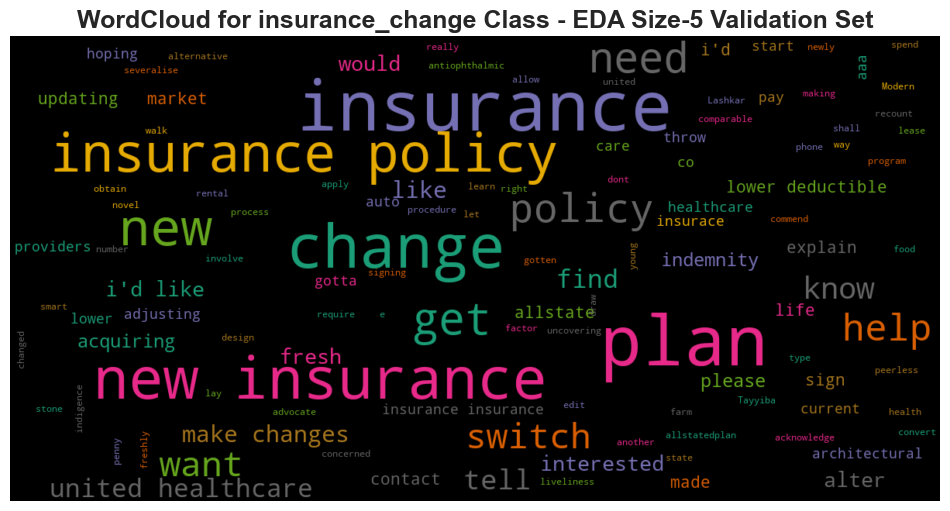 WordCloud for insurance_change Class - EDA Size-5 Validation Set
hoping
alternative
severalise
really
would
antiophthalmic
need
i'd
start
newly
spend
aaa
updating
market
insurance
allow
united
Lashkar
pay
making
Modern
comparable
recount
walk
insurance policy
care
throw
co
phone
shall
way
lease
program
obtain
novel
rental
apply
like
learn
right
dont
lower deductible
auto
procedure
let
policy
healthcare
insurace
commend
new
process
providers
number
involve
change
gotten
young
indemnity
explain
food
gotta
signing
find
know
i'd like
smart
lower
adjusting
require
e
get
allstate
draw
life
factor
uncovering
plan
help
changed
acquiring
design
fresh
type
peerless
new insurance
please
sign
lay
Tayyiba
stone
indigence
advocate
insurance insurance
edit
farm
current
health
penny
freshly
make changes
concerned
switch
another
allstatedplan
acknowledge
convert
want
interested
state
architectural
united healthcare
contact
tell
liveliness
made
alter